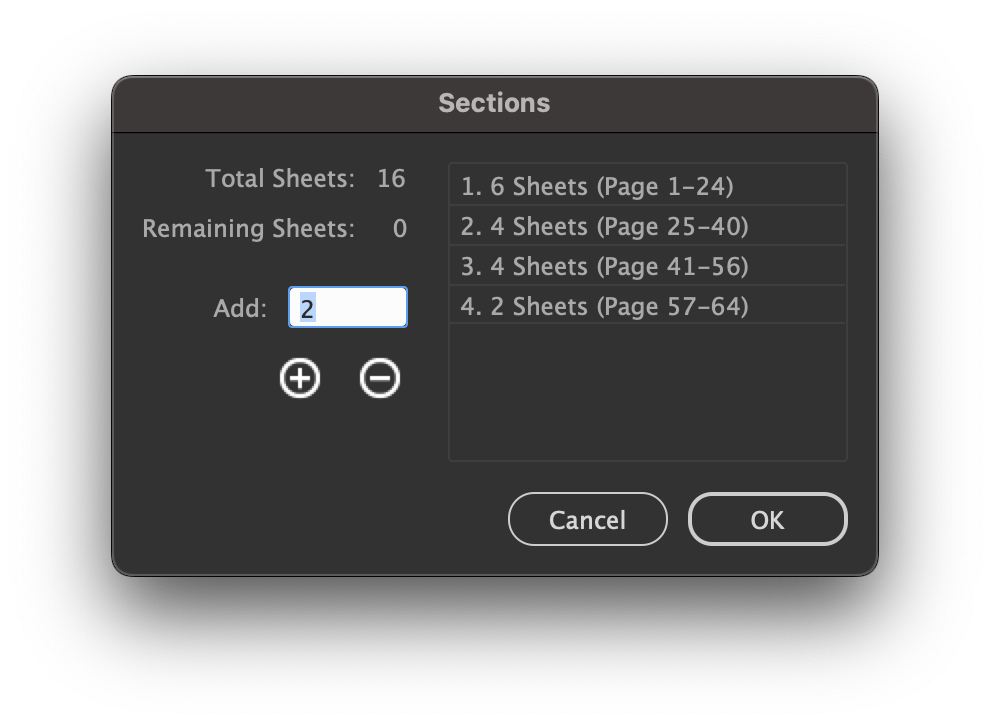 Sections
Total Sheets: 16
Remaining Sheets: 0
Add: 2
1. 6 Sheets (Page 1–24)
2. 4 Sheets (Page 25–40)
3. 4 Sheets (Page 41–56)
4. 2 Sheets (Page 57–64)
Cancel
OK